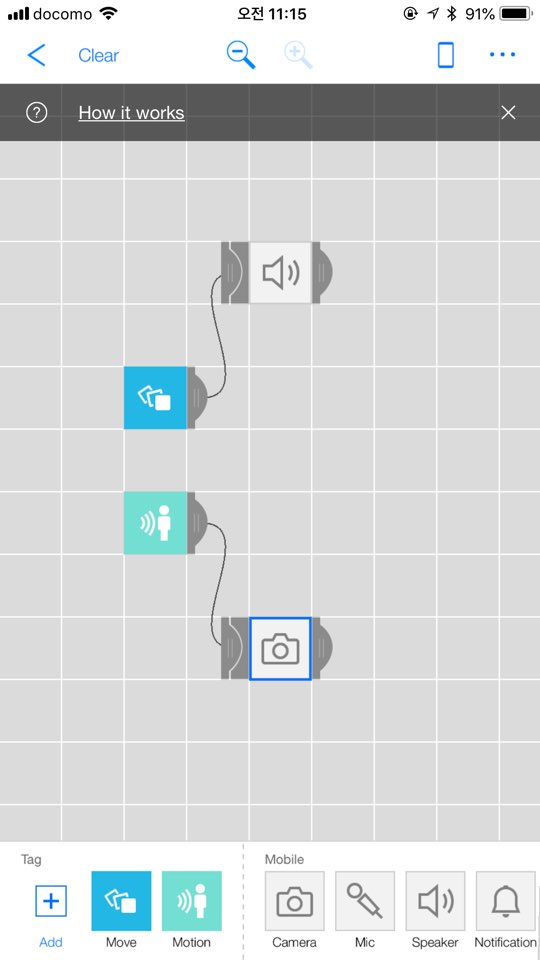 docomo 오전 11:15 91%
Clear
How it works
Tag Mobile
Add Move Motion Camera Mic Speaker Notification